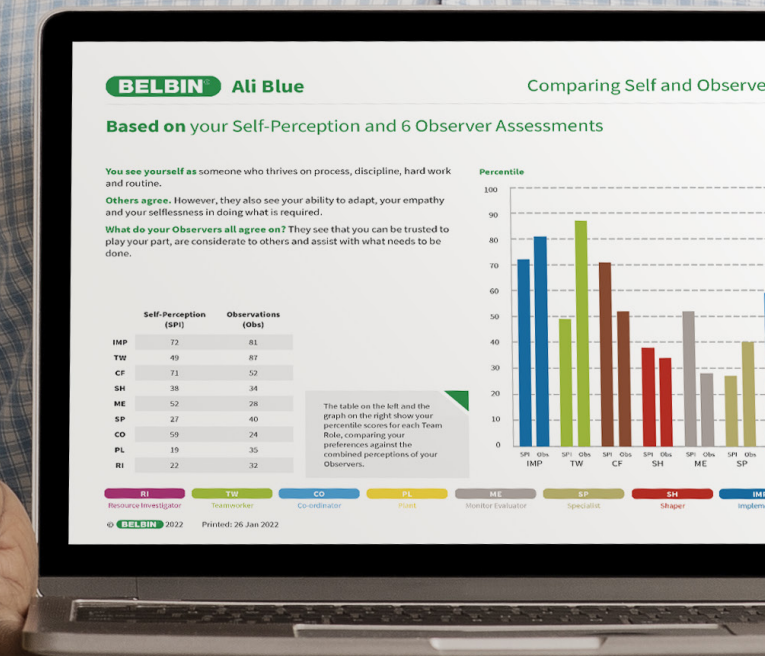 BELBIN® Ali Blue
Comparing Self and Observe
Based on your Self-Perception and 6 Observer Assessments
You see yourself as someone who thrives on process, discipline, hard work
and routine.
Others agree. However, they also see your ability to adapt, your empathy
and your selflessness in doing what is required.
What do your Observers all agree on? They see that you can be trusted to
play your part, are considerate to others and assist with what needs to be
done.
Self-Perception Observations
(SPI) (Obs)
IMP 72 81
TW 49 87
CF 71 52
SH 38 34
ME 52 28
SP 27 40
CO 59 24
PL 19 35
RI 22 32
The table on the left and the
graph on the right show your
percentile scores for each Team
Role, comparing your
preferences against the
combined perceptions of your
Observers.
Percentile
100
90
80
70
60
50
40
30
20
10
0
SPI Obs SPI Obs SPI Obs SPI Obs SPI Obs SPI Obs
IMP TW CF SH ME SP
RI TW CO PL ME SP SH IM
Resource Investigator Teamworker Co-ordinator Plant Monitor Evaluator Specialist Shaper Implem
© BELBIN 2022 Printed: 26 Jan 2022